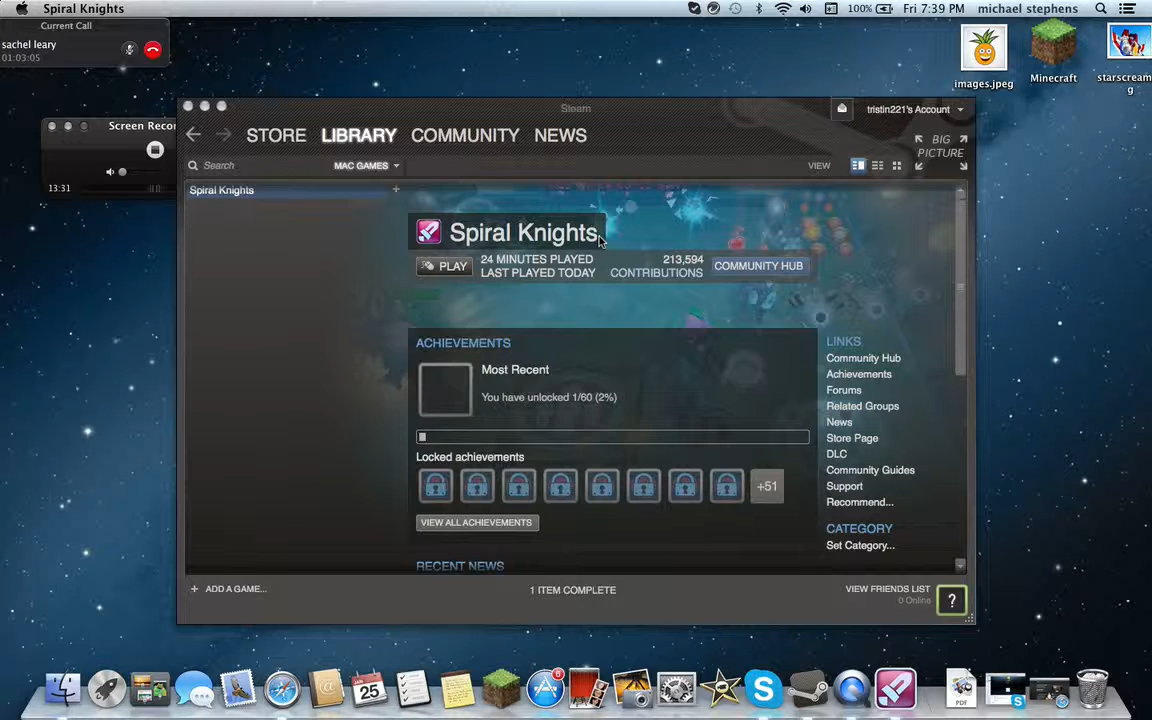 Spiral Knights
100%
Fri 7:39 PM
michael stephens
Current Call
sachel leary
01:03:05
images.jpeg
Minecraft
starscream
g
Screen Reco
13:31
Steam
tristin221's Account
STORE
LIBRARY
COMMUNITY
NEWS
BIG
PICTURE
Search
MAC GAMES
VIEW
Spiral Knights
+
Spiral Knights
PLAY
24 MINUTES PLAYED
LAST PLAYED TODAY
213,594
CONTRIBUTIONS
COMMUNITY HUB
ACHIEVEMENTS
Most Recent
You have unlocked 1/60 (2%)
Locked achievements
+51
VIEW ALL ACHIEVEMENTS
RECENT NEWS
LINKS
Community Hub
Achievements
Forums
Related Groups
News
Store Page
DLC
Community Guides
Support
Recommend...
CATEGORY
Set Category...
+ ADD A GAME...
1 ITEM COMPLETE
VIEW FRIENDS LIST
0 Online
?
JAN
25
6
PDF